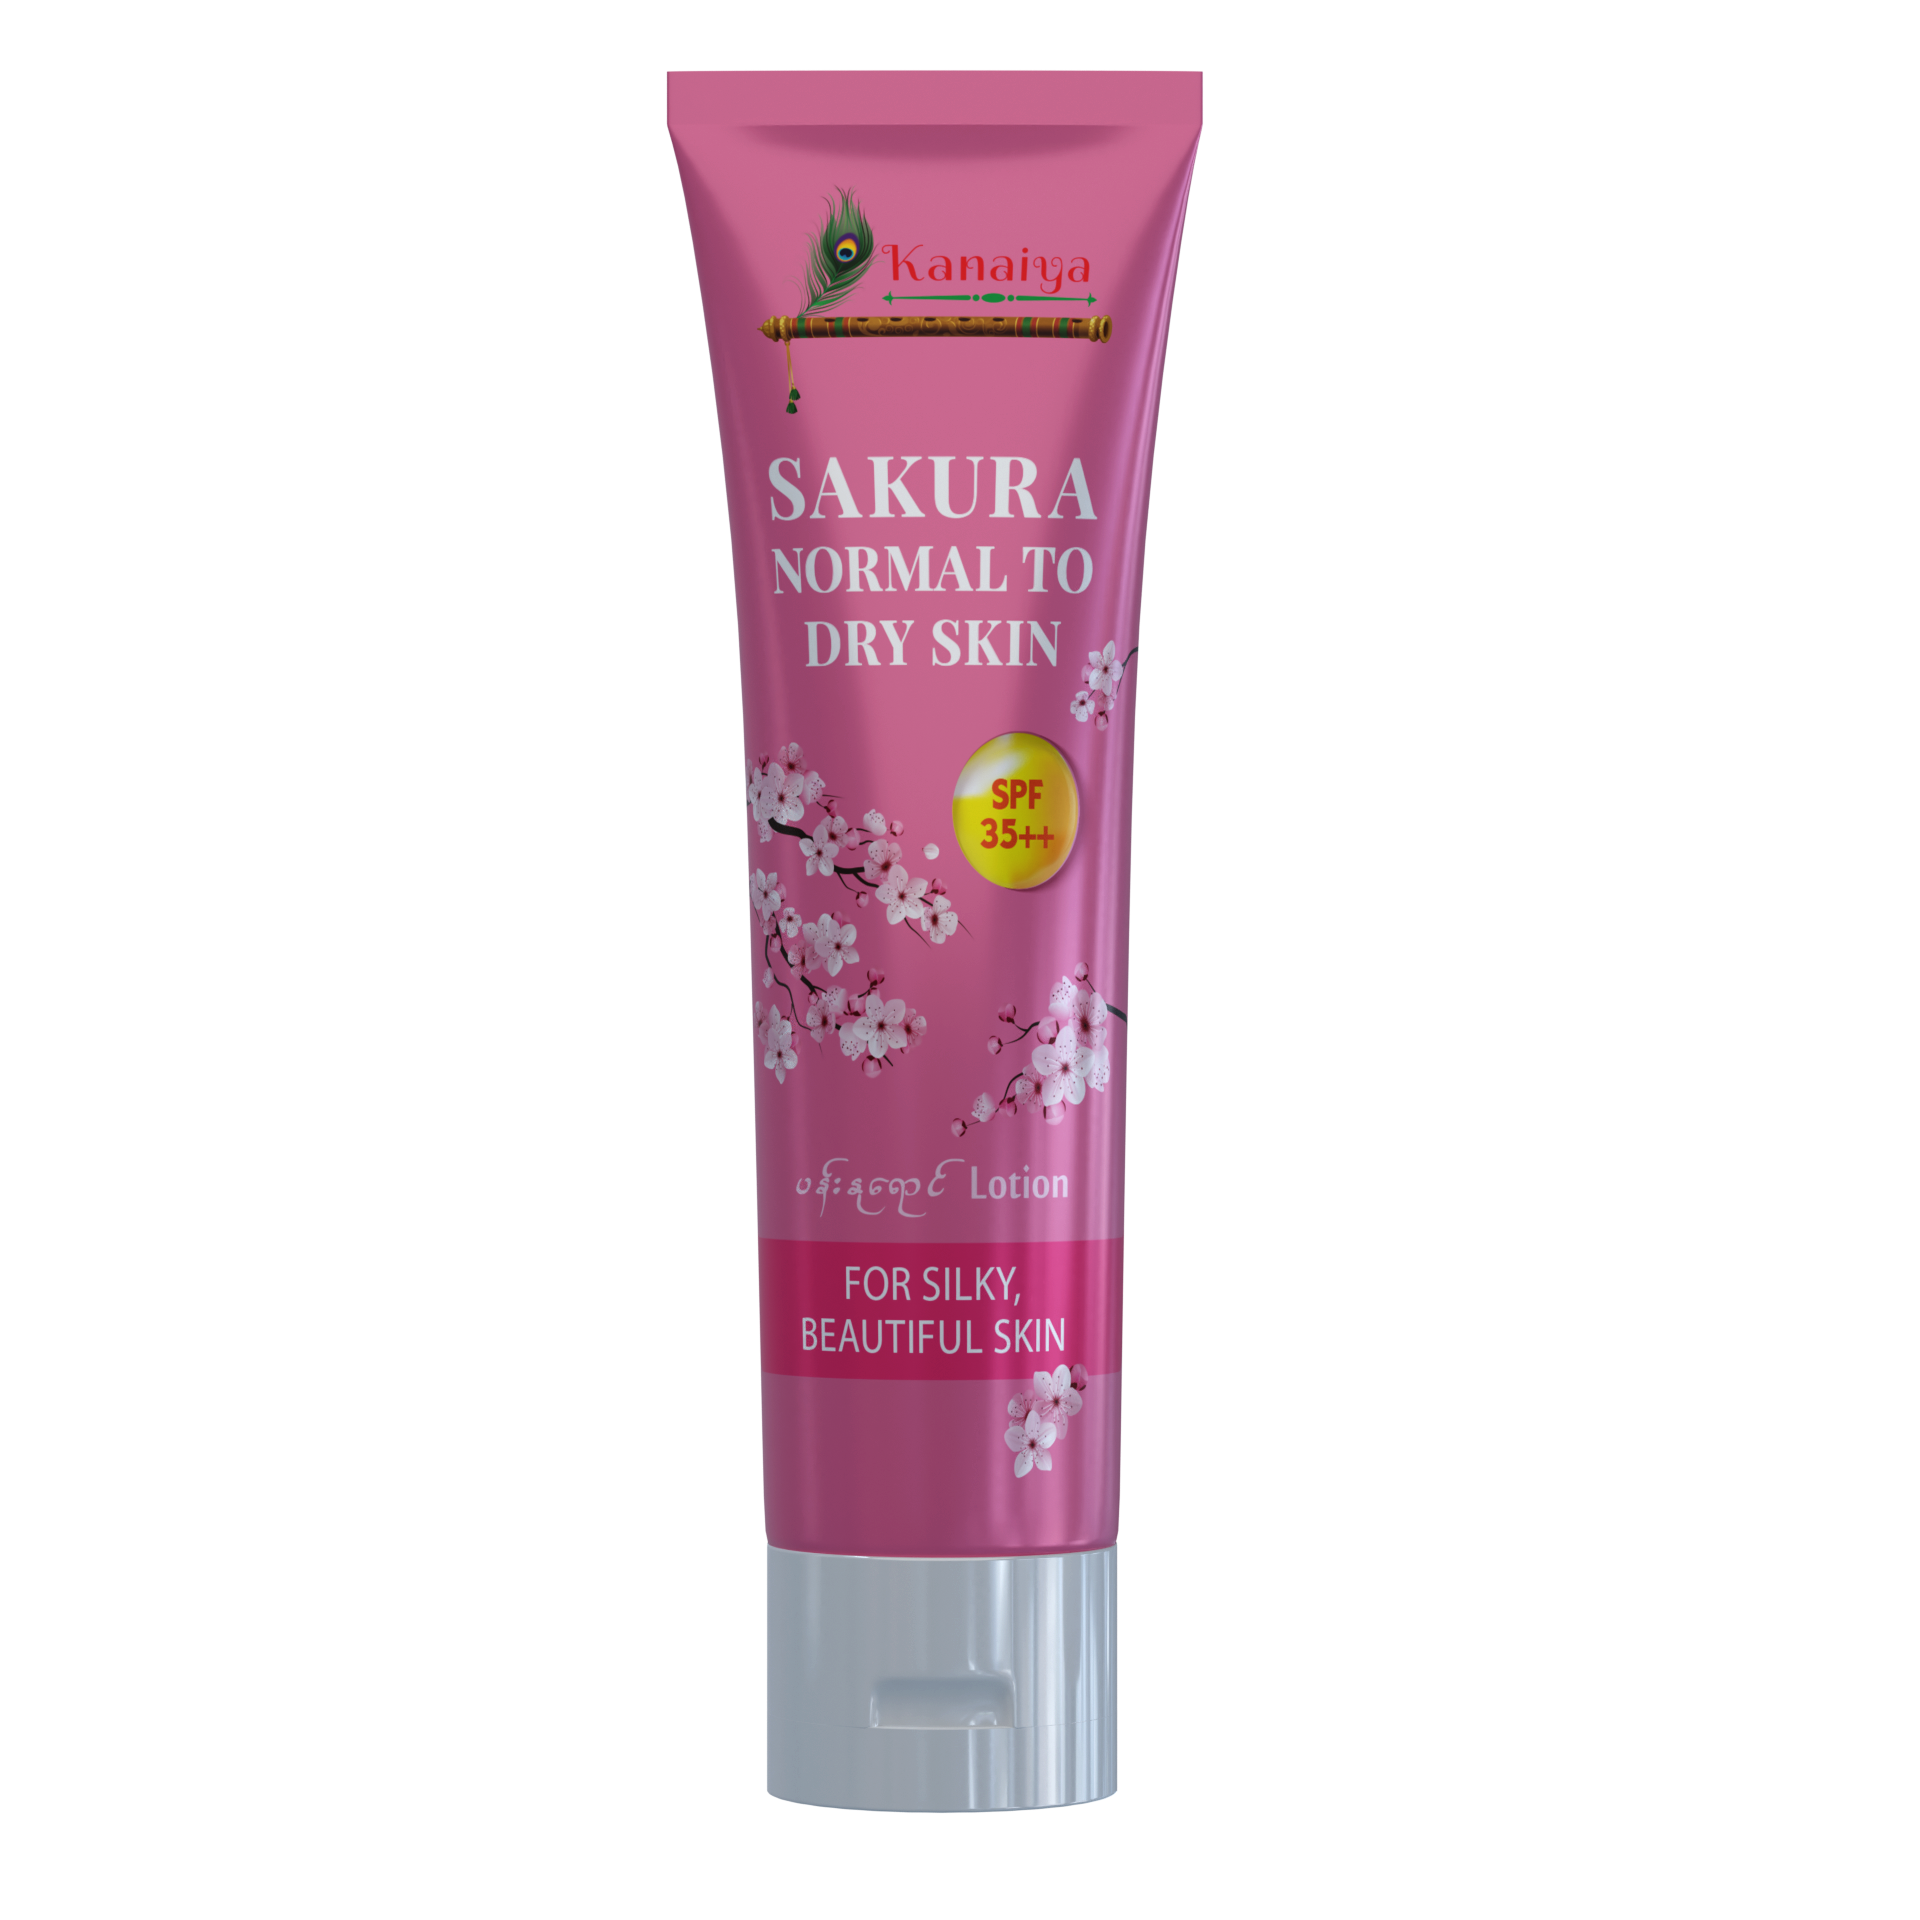 Kanaiya
SAKURA
NORMAL TO
DRY SKIN
SPF
35++
ပန်းနုရောင် Lotion
FOR SILKY,
BEAUTIFUL SKIN